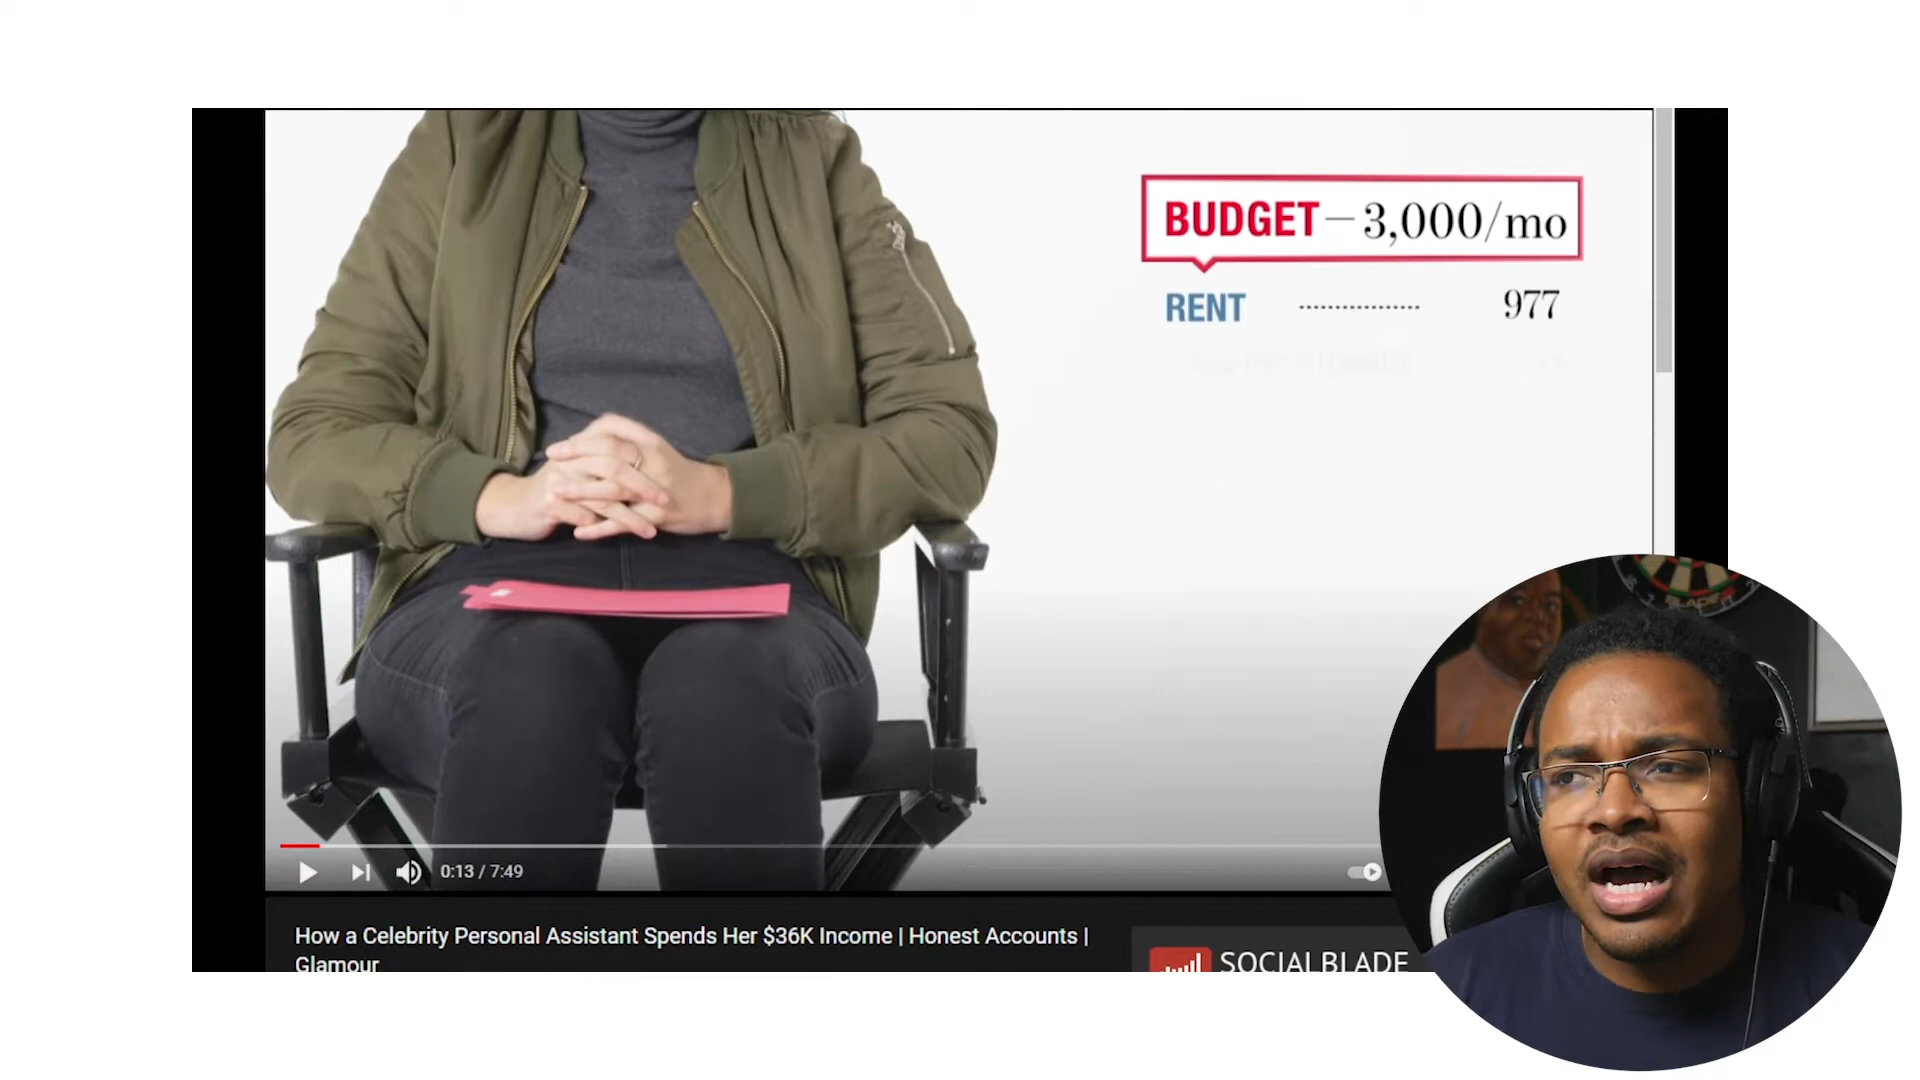 BUDGET – 3,000/mo
RENT ................ 977
0:13 / 7:49
How a Celebrity Personal Assistant Spends Her $36K Income | Honest Accounts |
Glamour
SOCIALBLADE